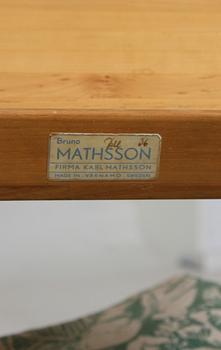 Bruno
MATHSSON
FIRMA KARL MATHSSON
MADE IN VÄRNAMO SWEDEN